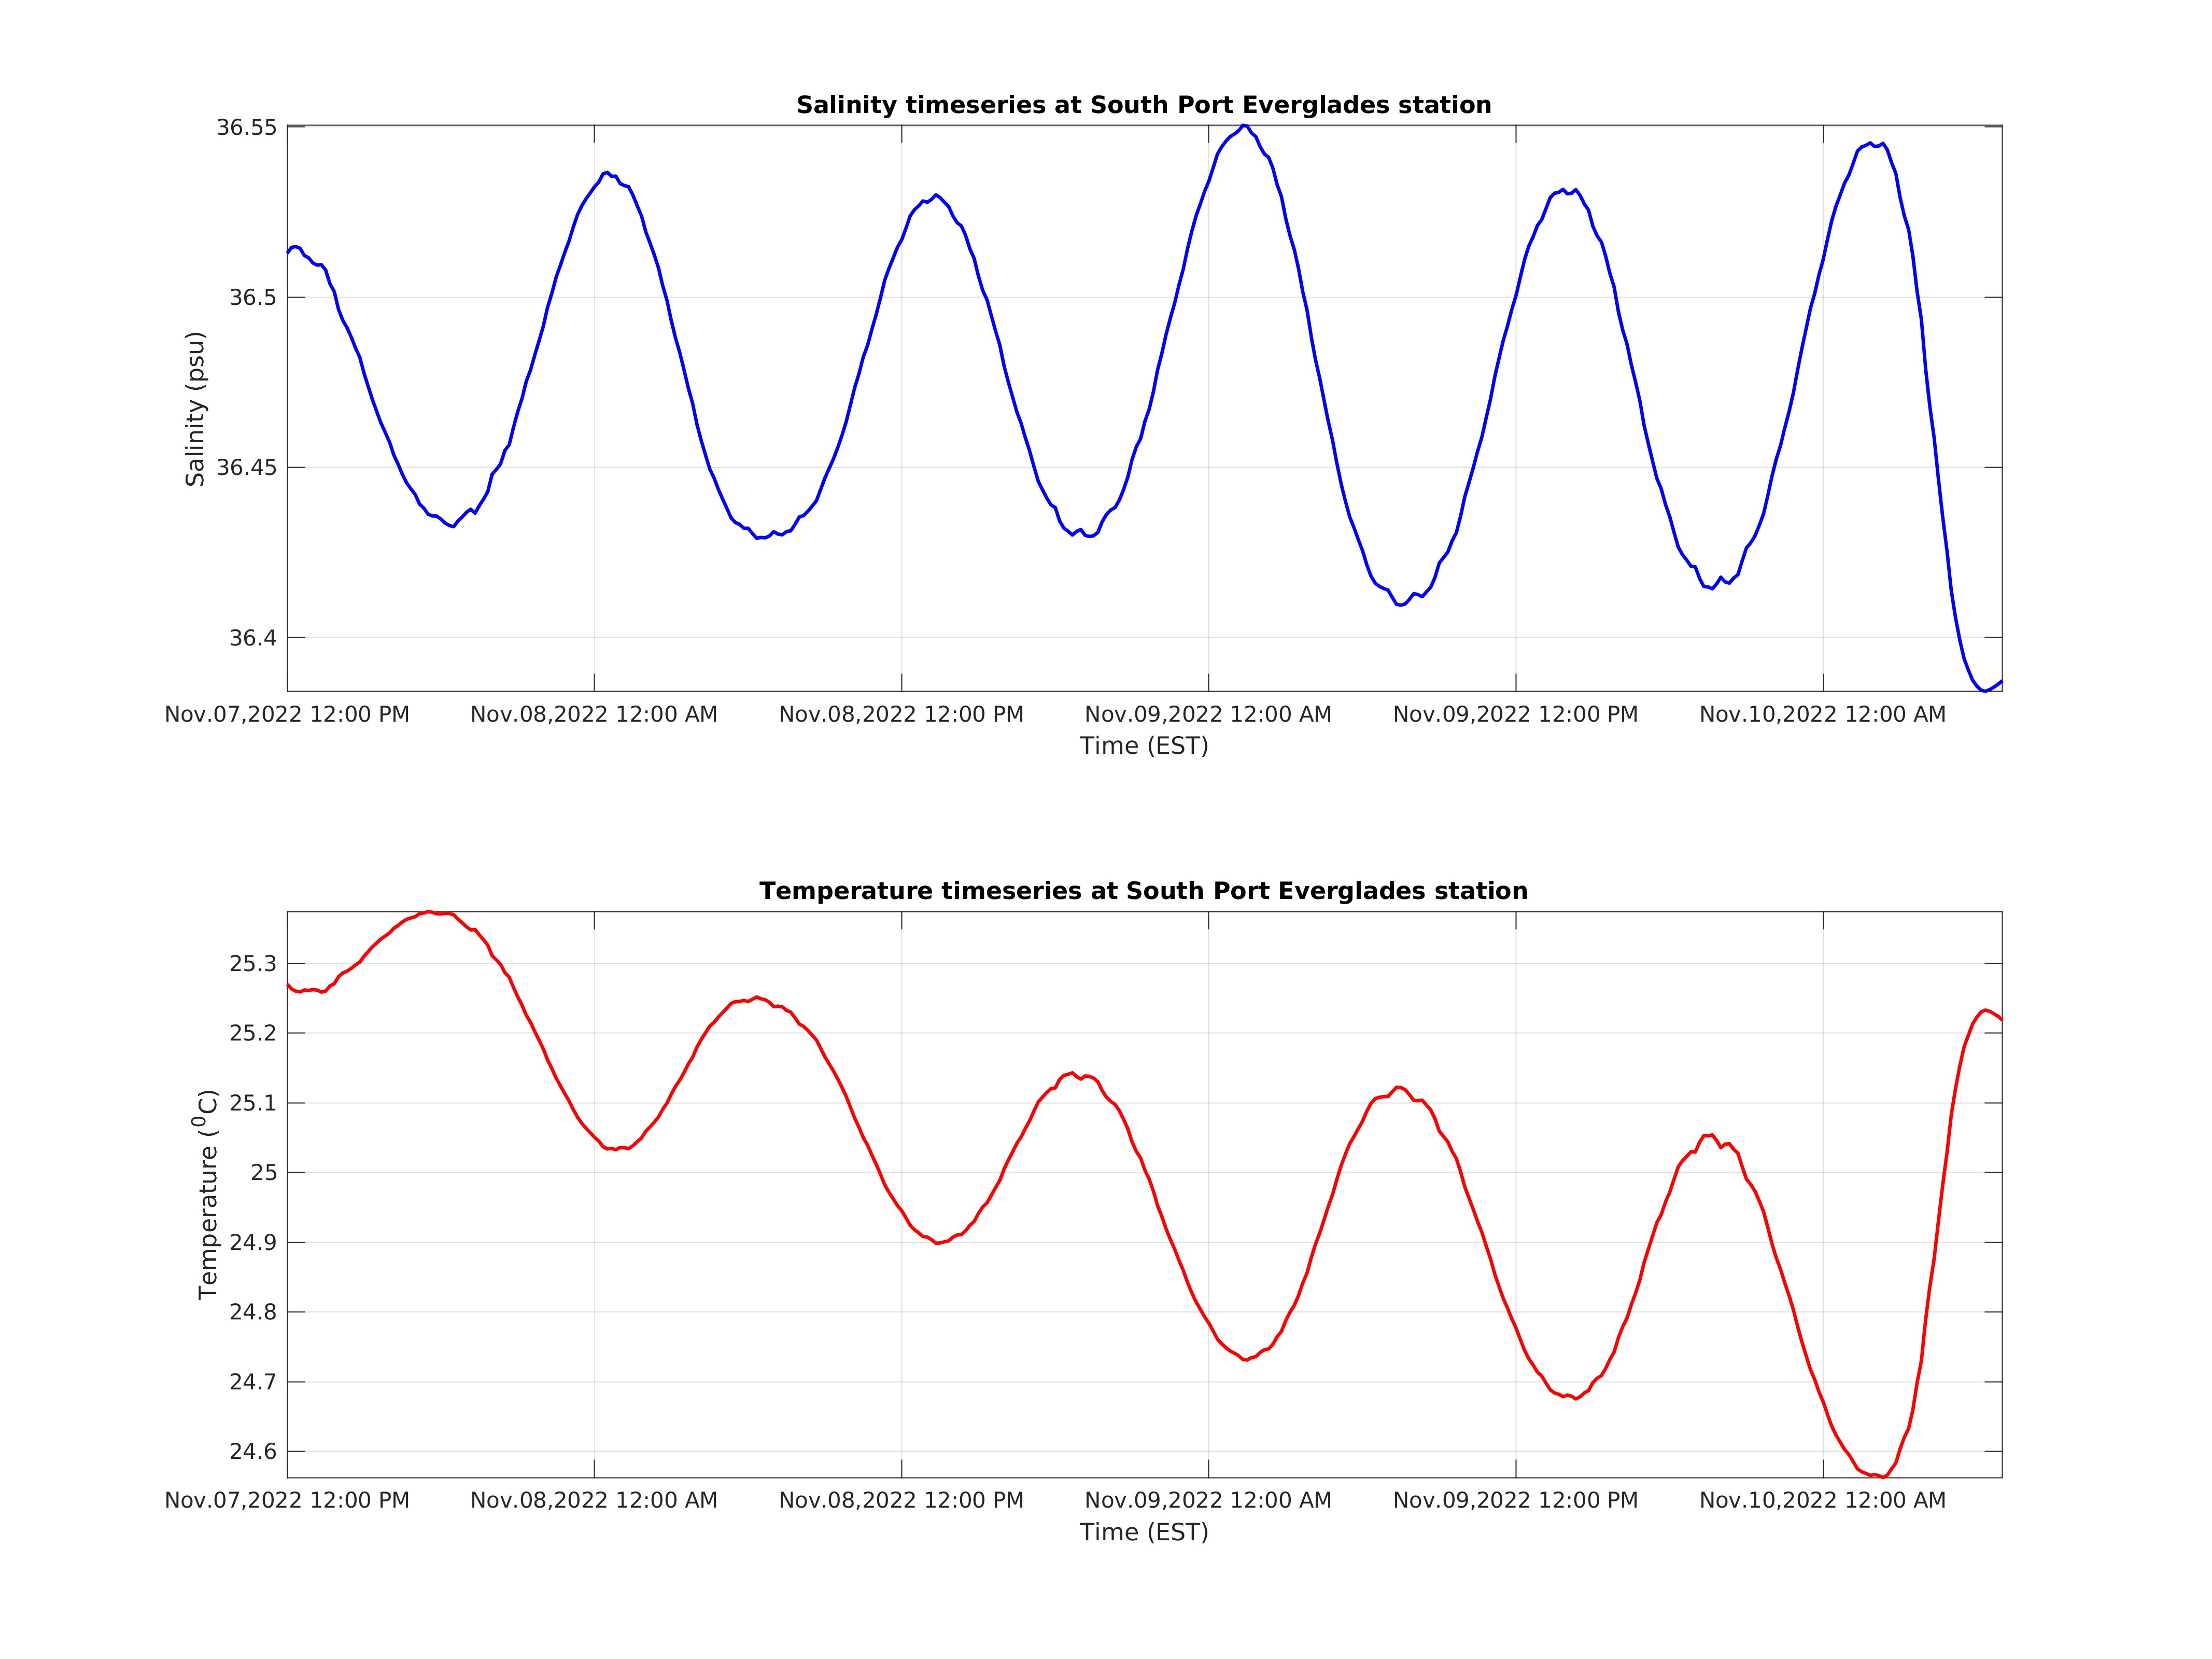 Salinity timeseries at South Port Everglades station
36.55
36.5
36.45
36.4
Salinity (psu)
Nov.07,2022 12:00 PM Nov.08,2022 12:00 AM Nov.08,2022 12:00 PM Nov.09,2022 12:00 AM Nov.09,2022 12:00 PM Nov.10,2022 12:00 AM
Time (EST)
Temperature timeseries at South Port Everglades station
25.3
25.2
25.1
25
24.9
24.8
24.7
24.6
Temperature (⁰C)
Nov.07,2022 12:00 PM Nov.08,2022 12:00 AM Nov.08,2022 12:00 PM Nov.09,2022 12:00 AM Nov.09,2022 12:00 PM Nov.10,2022 12:00 AM
Time (EST)